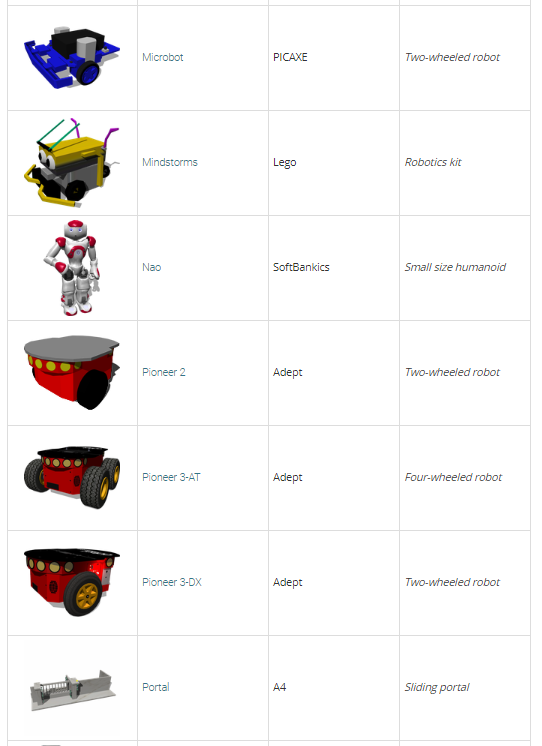 Microbot PICAXE Two-wheeled robot
Mindstorms Lego Robotics kit
Nao SoftBankics Small size humanoid
Pioneer 2 Adept Two-wheeled robot
Pioneer 3-AT Adept Four-wheeled robot
Pioneer 3-DX Adept Two-wheeled robot
Portal A4 Sliding portal